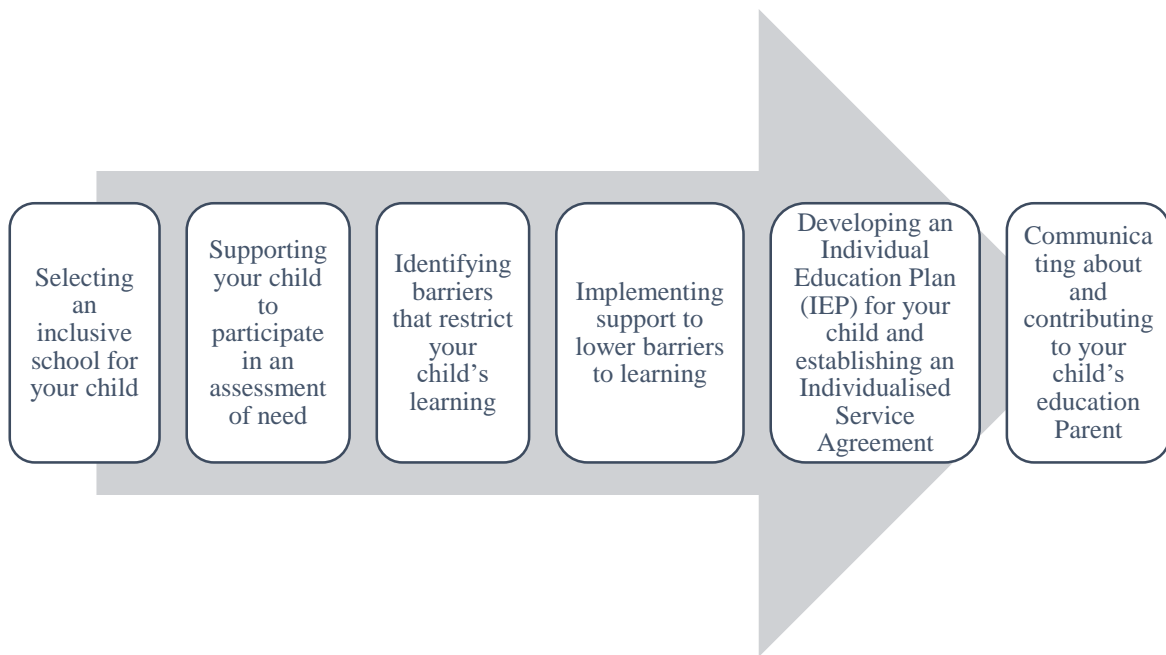 Selecting
an
inclusive
school for
your child
Supporting
your child
to
participate
in an
assessment
of need
Identifying
barriers
that restrict
your
child’s
learning
Implementing
support to
lower barriers
to learning
Developing an
Individual
Education Plan
(IEP) for your
child and
establishing an
Individualised
Service
Agreement
Communica
ting about
and
contributing
to your
child’s
education
Parent